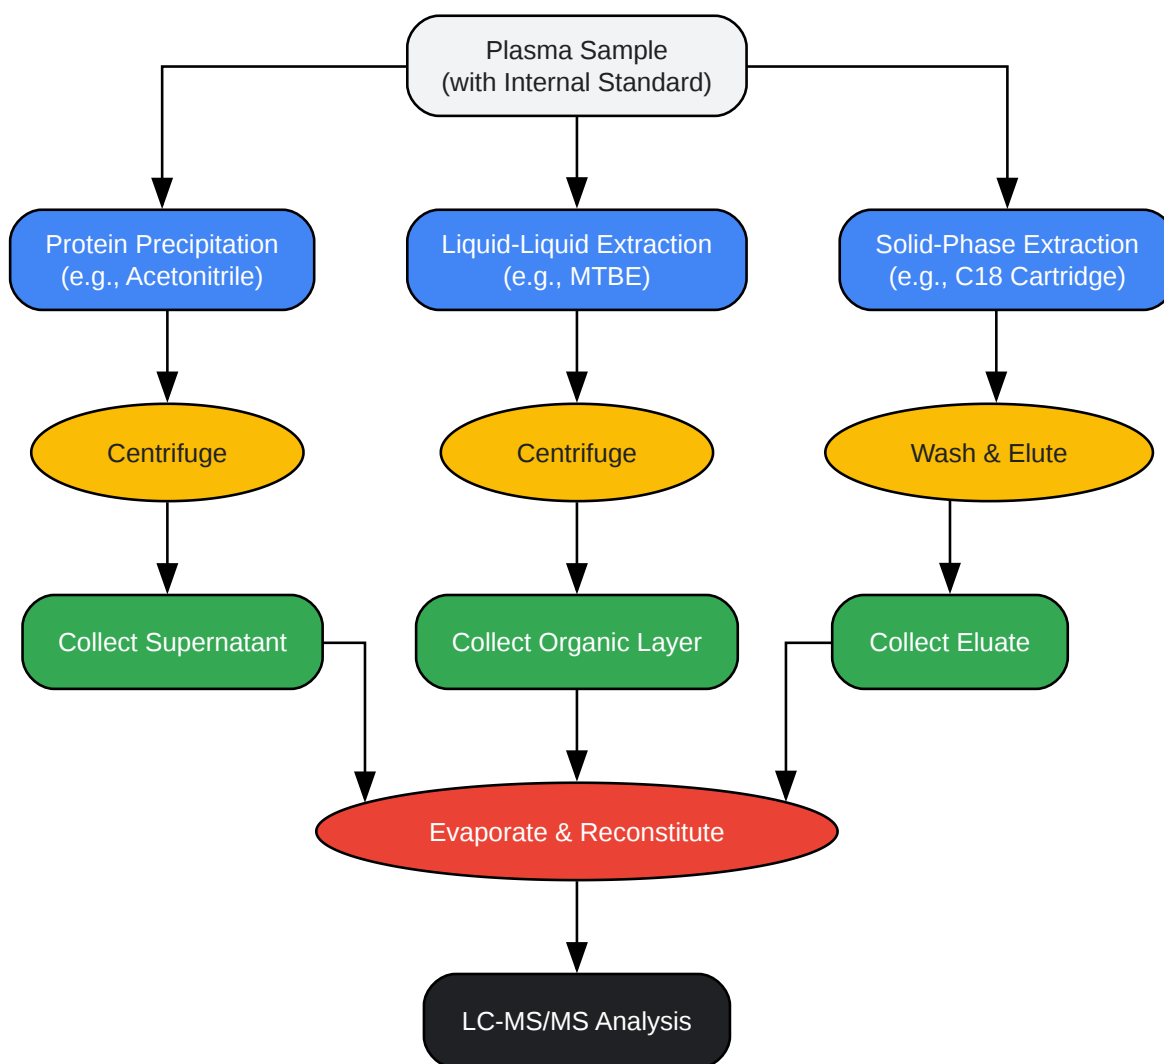 Plasma Sample
(with Internal Standard)
Protein Precipitation
(e.g., Acetonitrile)
Liquid-Liquid Extraction
(e.g., MTBE)
Solid-Phase Extraction
(e.g., C18 Cartridge)
Centrifuge
Centrifuge
Wash & Elute
Collect Supernatant
Collect Organic Layer
Collect Eluate
Evaporate & Reconstitute
LC-MS/MS Analysis